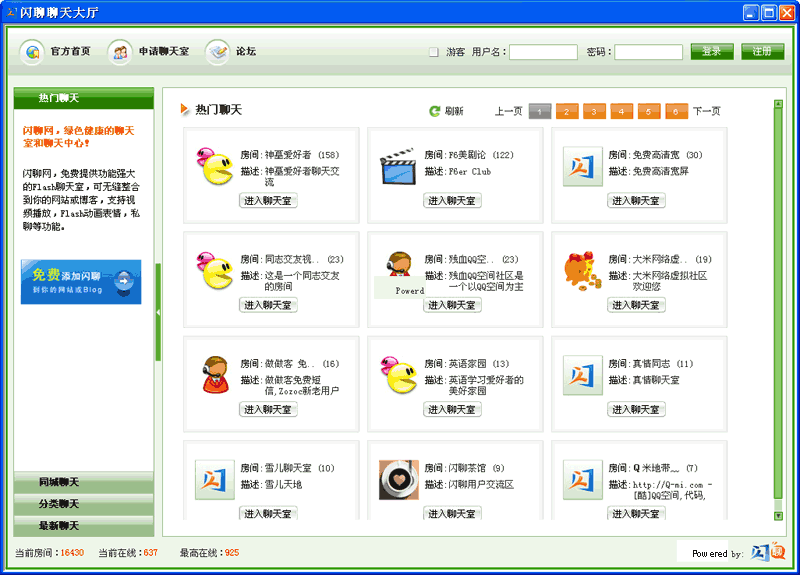 闪聊聊天大厅
官方首页 申请聊天室 论坛 游客 用户名： 密码： 登录 注册
热门聊天
闪聊网，绿色健康的聊天
室和聊天中心！
闪聊网，免费提供功能强大
的Flash聊天室，可无缝整合
到你的网站或博客，支持视
频播放，Flash动画表情，私
聊等功能。
免费添加闪聊
到你的网站或Blog
同城聊天
分类聊天
最新聊天
热门聊天 刷新 上一页 1 2 3 4 5 6 下一页
房间：神墓爱好者 (158)
描述：神墓爱好者聊天交
流
进入聊天室
房间：F6美剧论 (122)
描述：F6er Club
进入聊天室
房间：免费高清宽 (30)
描述：免费高清宽屏
进入聊天室
房间：同志交友视.. (23)
描述：这是一个同志交友
的房间
进入聊天室
房间：残血QQ空.. (23)
描述：残血QQ空间社区是
一个以QQ空间为主
Powerd
进入聊天室
房间：大米网络虚.. (19)
描述：大米网络虚拟社区
欢迎您
进入聊天室
房间：做做客 免.. (16)
描述：做做客免费短
信,Zozoc新老用户
进入聊天室
房间：英语家园 (13)
描述：英语学习爱好者的
美好家园
进入聊天室
房间：真情同志 (11)
描述：真情聊天室
进入聊天室
房间：雪儿聊天室 (10)
描述：雪儿天地
进入聊天室
房间：闪聊茶馆 (9)
描述：闪聊用户交流区
进入聊天室
房间：Q 米地带灬 (7)
描述：http://Q-mi.com -
[酷]QQ空间,代码,
进入聊天室
当前房间：16430 当前在线：637 最高在线：925
Powered by: 闪聊